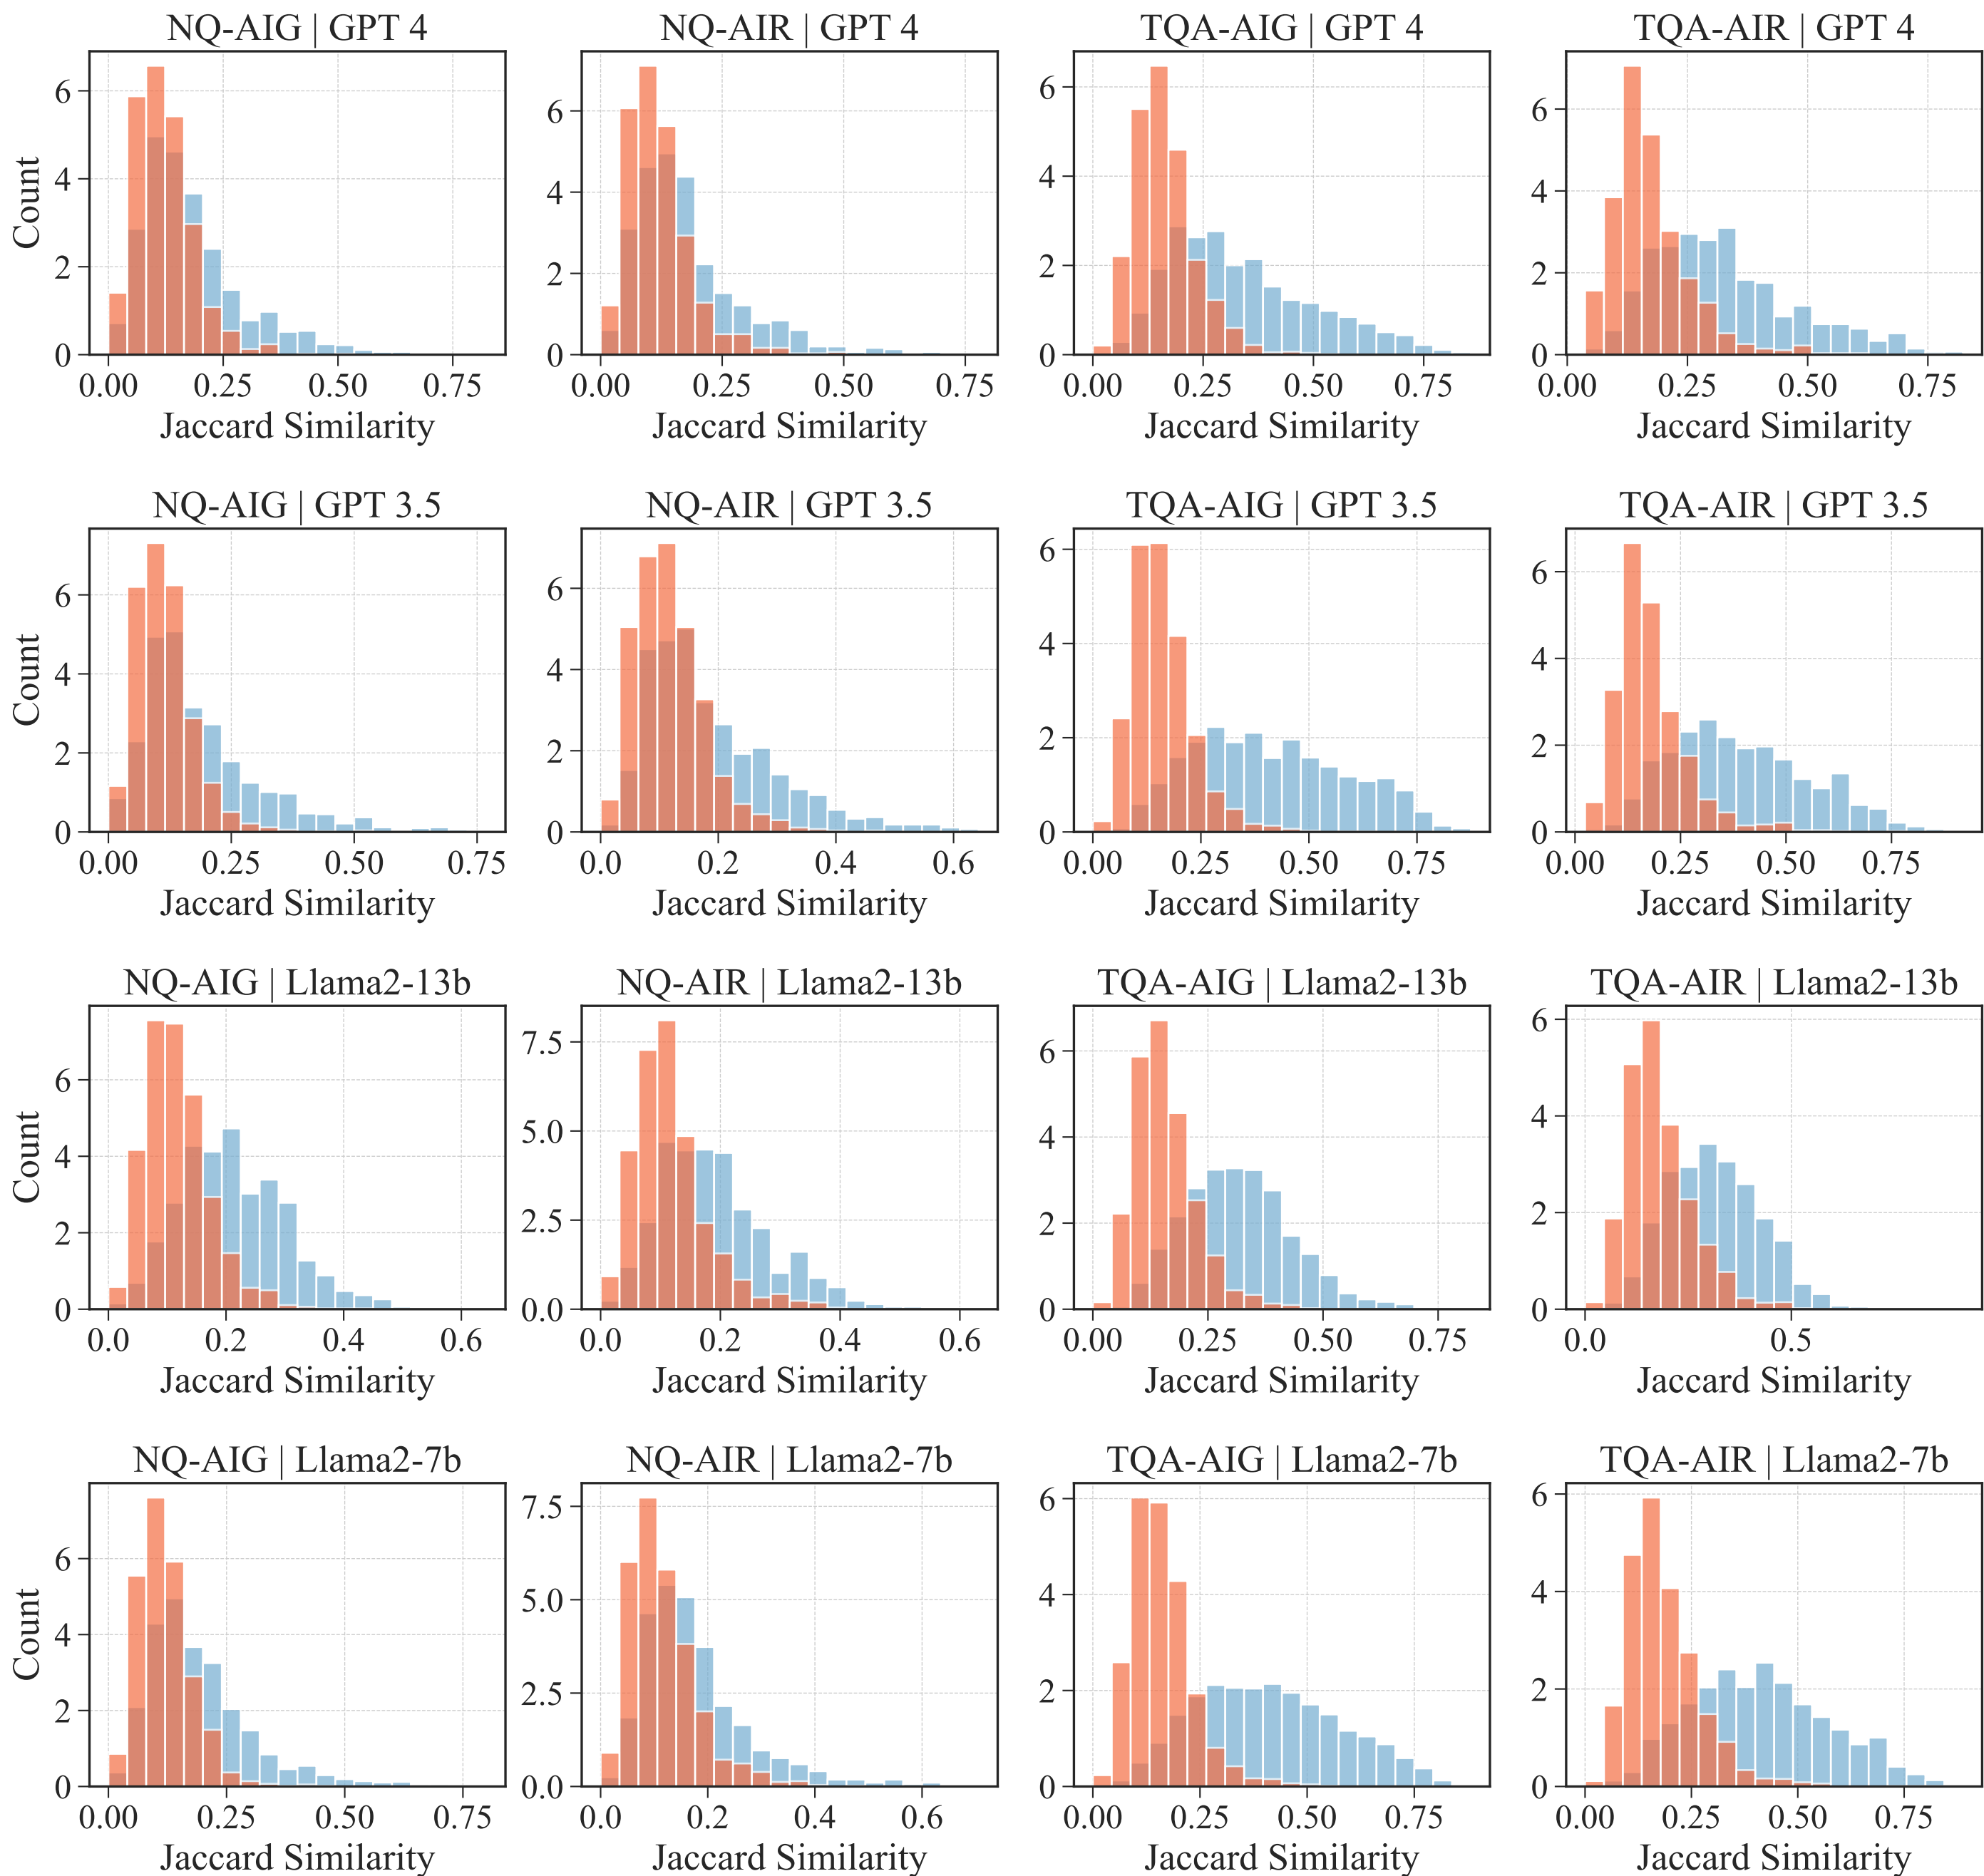 NQ-AIG | GPT 4
NQ-AIR | GPT 4
TQA-AIG | GPT 4
TQA-AIR | GPT 4
Count
0
2
4
6
0.00 0.25 0.50 0.75
Jaccard Similarity
0
2
4
6
0.00 0.25 0.50 0.75
Jaccard Similarity
0
2
4
6
0.00 0.25 0.50 0.75
Jaccard Similarity
0
2
4
6
0.00 0.25 0.50 0.75
Jaccard Similarity
NQ-AIG | GPT 3.5
NQ-AIR | GPT 3.5
TQA-AIG | GPT 3.5
TQA-AIR | GPT 3.5
Count
0
2
4
6
0.00 0.25 0.50 0.75
Jaccard Similarity
0
2
4
6
0.0 0.2 0.4 0.6
Jaccard Similarity
0
2
4
6
0.00 0.25 0.50 0.75
Jaccard Similarity
0
2
4
6
0.00 0.25 0.50 0.75
Jaccard Similarity
NQ-AIG | Llama2-13b
NQ-AIR | Llama2-13b
TQA-AIG | Llama2-13b
TQA-AIR | Llama2-13b
Count
0
2
4
6
0.0 0.2 0.4 0.6
Jaccard Similarity
0.0
2.5
5.0
7.5
0.0 0.2 0.4 0.6
Jaccard Similarity
0
2
4
6
0.00 0.25 0.50 0.75
Jaccard Similarity
0
2
4
6
0.0 0.5
Jaccard Similarity
NQ-AIG | Llama2-7b
NQ-AIR | Llama2-7b
TQA-AIG | Llama2-7b
TQA-AIR | Llama2-7b
Count
0
2
4
6
0.00 0.25 0.50 0.75
Jaccard Similarity
0.0
2.5
5.0
7.5
0.0 0.2 0.4 0.6
Jaccard Similarity
0
2
4
6
0.00 0.25 0.50 0.75
Jaccard Similarity
0
2
4
6
0.00 0.25 0.50 0.75
Jaccard Similarity